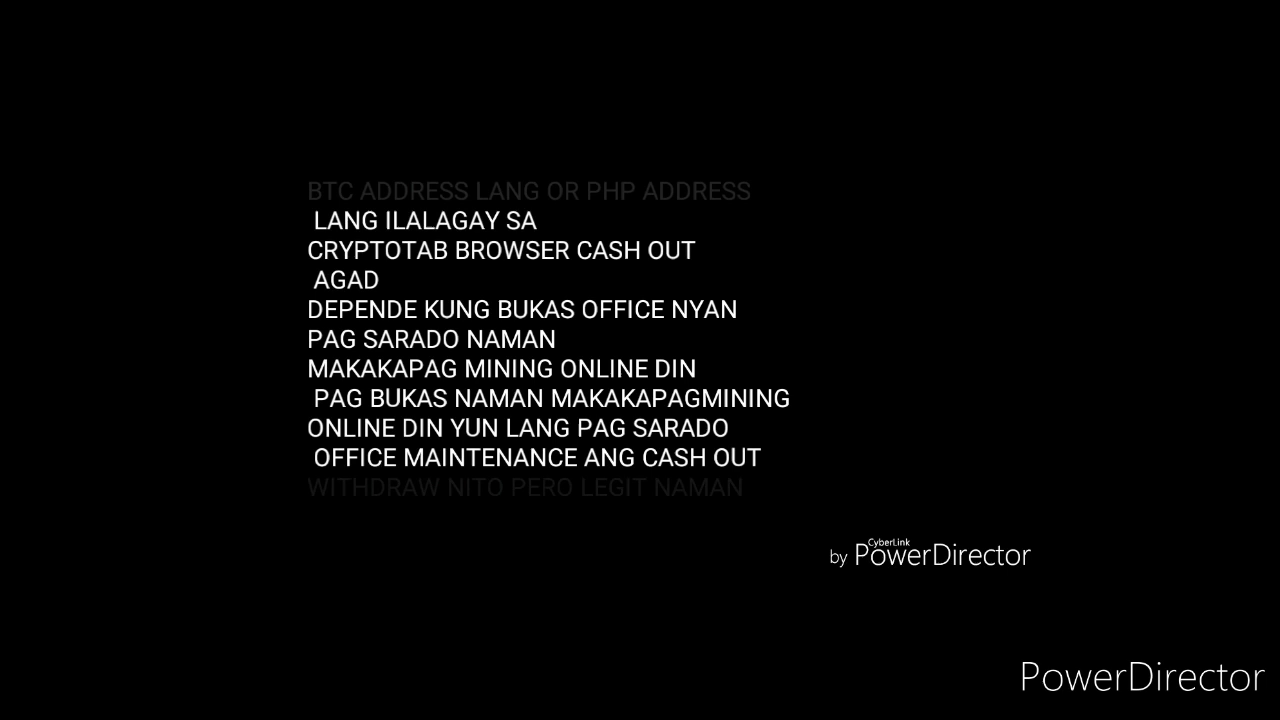 BTC ADDRESS LANG OR PHP ADDRESS
LANG ILALAGAY SA
CRYPTOTAB BROWSER CASH OUT
AGAD
DEPENDE KUNG BUKAS OFFICE NYAN
PAG SARADO NAMAN
MAKAKAPAG MINING ONLINE DIN
PAG BUKAS NAMAN MAKAKAPAGMINING
ONLINE DIN YUN LANG PAG SARADO
OFFICE MAINTENANCE ANG CASH OUT
WITHDRAW NITO PERO LEGIT NAMAN
CyberLink
by PowerDirector
PowerDirector